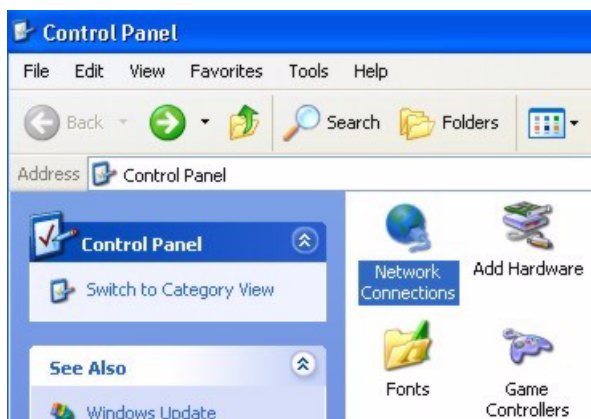 Control Panel
File Edit View Favorites Tools Help
Back Search Folders
Address Control Panel
Control Panel
Switch to Category View
See Also
Windows Update
Network
Connections
Add Hardware
Fonts
Game
Controllers